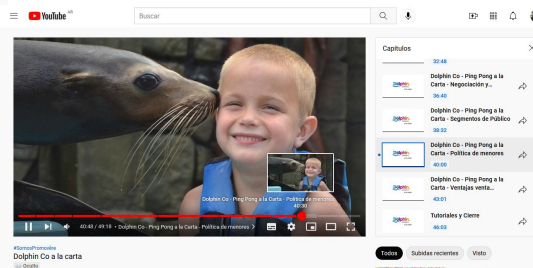 YouTube
Buscar
Dolphin Co - Ping Pong a la Carta - Política de menores
40:30
40:48 / 49:18 • Dolphin Co - Ping Pong a la Carta - Política de menores >
#SomosPromovére
Dolphin Co a la carta
Oculto
Capítulos
32:48
Dolphin Co - Ping Pong a la
Carta - Negociación y…
36:40
Dolphin Co - Ping Pong a la
Carta - Segmentos de Público
38:32
Dolphin Co - Ping Pong a la
Carta - Política de menores
40:00
Dolphin Co - Ping Pong a la
Carta - Ventajas venta…
43:01
Tutoriales y Cierre
46:03
Todos
Subidas recientes
Visto